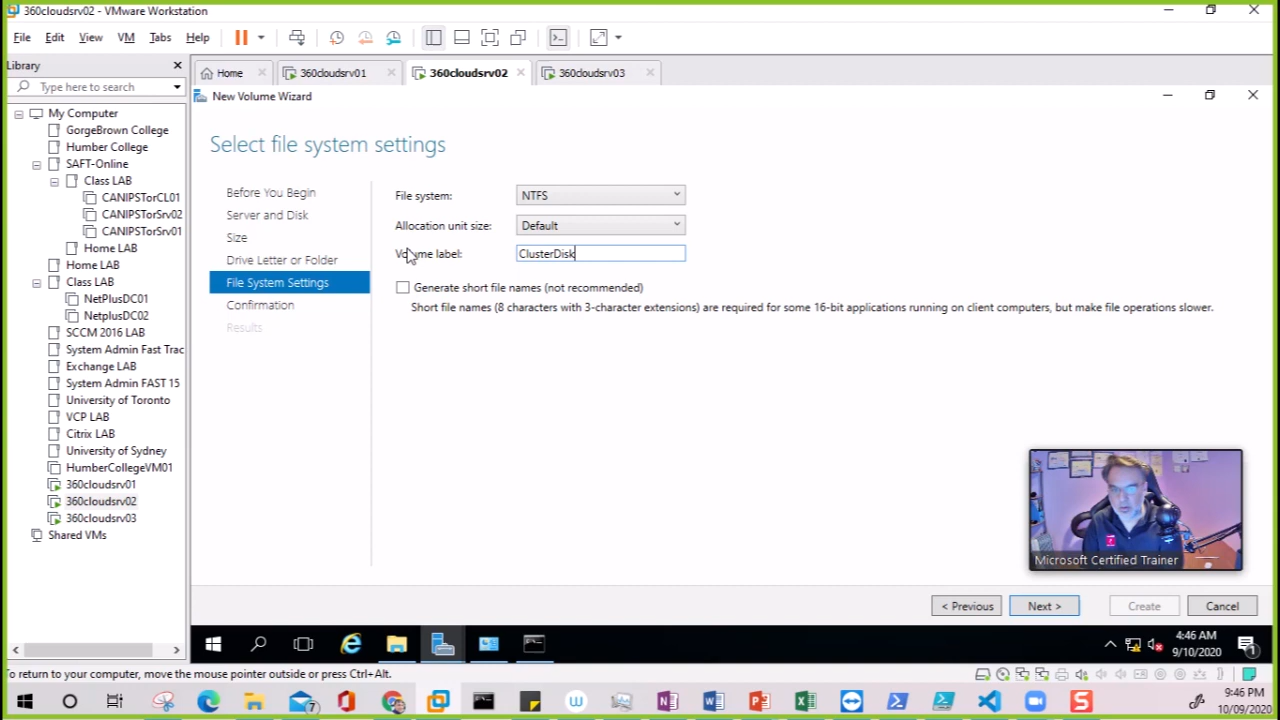 360cloudsrv02 - VMware Workstation
File Edit View VM Tabs Help
Library
Type here to search
My Computer
GorgeBrown College
Humber College
SAFT-Online
Class LAB
CANIPSTorCL01
CANIPSTorSrv02
CANIPSTorSrv01
Home LAB
Home LAB
Class LAB
NetPlusDC01
NetplusDC02
SCCM 2016 LAB
System Admin Fast Trac
Exchange LAB
System Admin FAST 15
University of Toronto
VCP LAB
Citrix LAB
University of Sydney
HumberCollegeVM01
360cloudsrv01
360cloudsrv02
360cloudsrv03
Shared VMs
Home 360cloudsrv01 360cloudsrv02 360cloudsrv03
New Volume Wizard
Select file system settings
Before You Begin
Server and Disk
Size
Drive Letter or Folder
File System Settings
Confirmation
Results
File system: NTFS
Allocation unit size: Default
Volume label: ClusterDisk
Generate short file names (not recommended)
Short file names (8 characters with 3-character extensions) are required for some 16-bit applications running on client computers, but make file operations slower.
Microsoft Certified Trainer
< Previous Next > Create Cancel
4:46 AM
9/10/2020
1
To return to your computer, move the mouse pointer outside or press Ctrl+Alt.
7
9:46 PM
10/09/2020